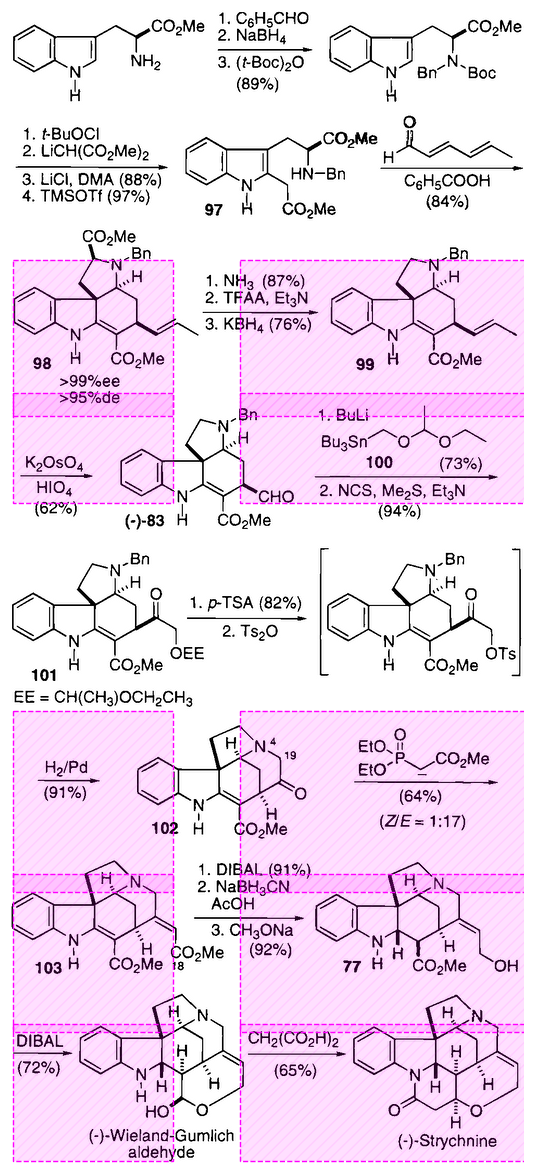 CO₂Me
NH₂
N
H
1. C₆H₅CHO
2. NaBH₄
3. (t-Boc)₂O
(89%)
CO₂Me
N
Bn Boc
N
H
1. t-BuOCl
2. LiCH(CO₂Me)₂
3. LiCl, DMA (88%)
4. TMSOTf (97%)
CO₂Me
HN Bn
N
H
CO₂Me
97
O
H
C₆H₅COOH
(84%)
CO₂Me
N Bn
H
N
H
CO₂Me
98
>99%ee
>95%de
1. NH₃ (87%)
2. TFAA, Et₃N
3. KBH₄ (76%)
N Bn
H
N
H
CO₂Me
99
K₂OsO₄
HIO₄
(62%)
N Bn
H
CHO
N
H
CO₂Me
(-)-83
1. BuLi
Bu₃Sn O O
100 (73%)
2. NCS, Me₂S, Et₃N
(94%)
N Bn
H
O
N
H
CO₂Me
OEE
101
EE = CH(CH₃)OCH₂CH₃
1. p-TSA (82%)
2. Ts₂O
N Bn
H
O
N
H
CO₂Me
OTs
H₂/Pd
(91%)
H N 4 19
O
N H
H
CO₂Me
102
EtO O
EtO P CO₂Me
–
(64%)
(Z/E = 1:17)
H N
N H
H
CO₂Me CO₂Me
18
103
1. DIBAL (91%)
2. NaBH₃CN
AcOH
3. CH₃ONa
(92%)
H N
N H H
H
CO₂Me
OH
77
DIBAL
(72%)
H N
H
N H H
H
HO O
(-)-Wieland-Gumlich
aldehyde
CH₂(CO₂H)₂
(65%)
H N
H
N H H
O
H O
(-)-Strychnine